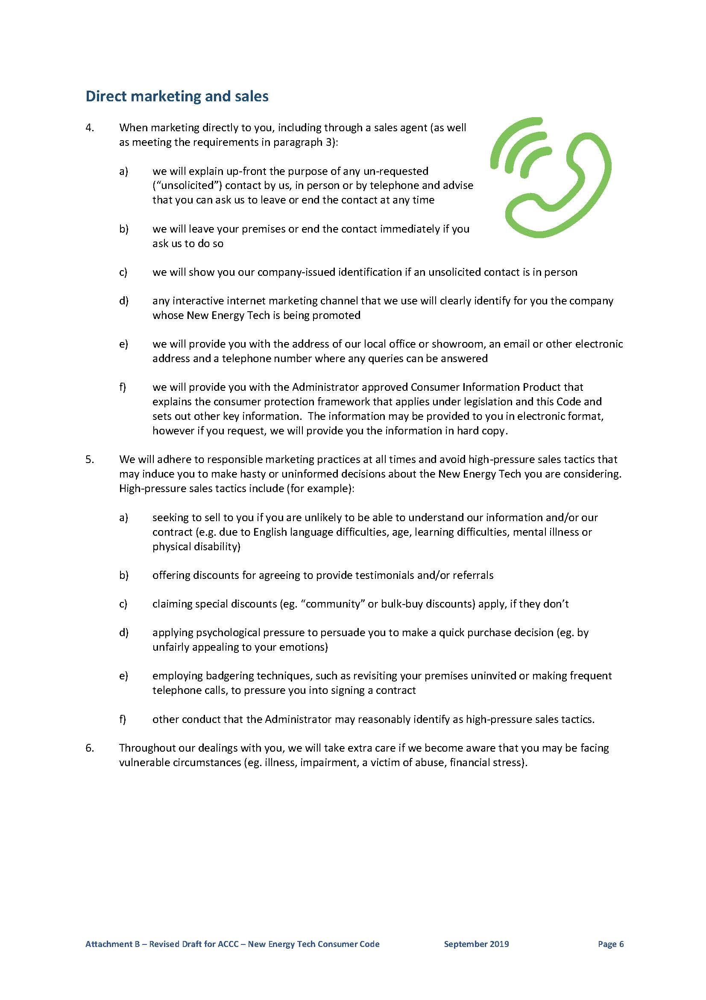 Direct marketing and sales
4. When marketing directly to you, including through a sales agent (as well
as meeting the requirements in paragraph 3):
a) we will explain up-front the purpose of any un-requested
(“unsolicited”) contact by us, in person or by telephone and advise
that you can ask us to leave or end the contact at any time
b) we will leave your premises or end the contact immediately if you
ask us to do so
c) we will show you our company-issued identification if an unsolicited contact is in person
d) any interactive internet marketing channel that we use will clearly identify for you the company
whose New Energy Tech is being promoted
e) we will provide you with the address of our local office or showroom, an email or other electronic
address and a telephone number where any queries can be answered
f) we will provide you with the Administrator approved Consumer Information Product that
explains the consumer protection framework that applies under legislation and this Code and
sets out other key information.  The information may be provided to you in electronic format,
however if you request, we will provide you the information in hard copy.
5. We will adhere to responsible marketing practices at all times and avoid high-pressure sales tactics that
may induce you to make hasty or uninformed decisions about the New Energy Tech you are considering.
High-pressure sales tactics include (for example):
a) seeking to sell to you if you are unlikely to be able to understand our information and/or our
contract (e.g. due to English language difficulties, age, learning difficulties, mental illness or
physical disability)
b) offering discounts for agreeing to provide testimonials and/or referrals
c) claiming special discounts (eg. “community” or bulk-buy discounts) apply, if they don’t
d) applying psychological pressure to persuade you to make a quick purchase decision (eg. by
unfairly appealing to your emotions)
e) employing badgering techniques, such as revisiting your premises uninvited or making frequent
telephone calls, to pressure you into signing a contract
f) other conduct that the Administrator may reasonably identify as high-pressure sales tactics.
6. Throughout our dealings with you, we will take extra care if we become aware that you may be facing
vulnerable circumstances (eg. illness, impairment, a victim of abuse, financial stress).
Attachment B – Revised Draft for ACCC – New Energy Tech Consumer Code September 2019 Page 6